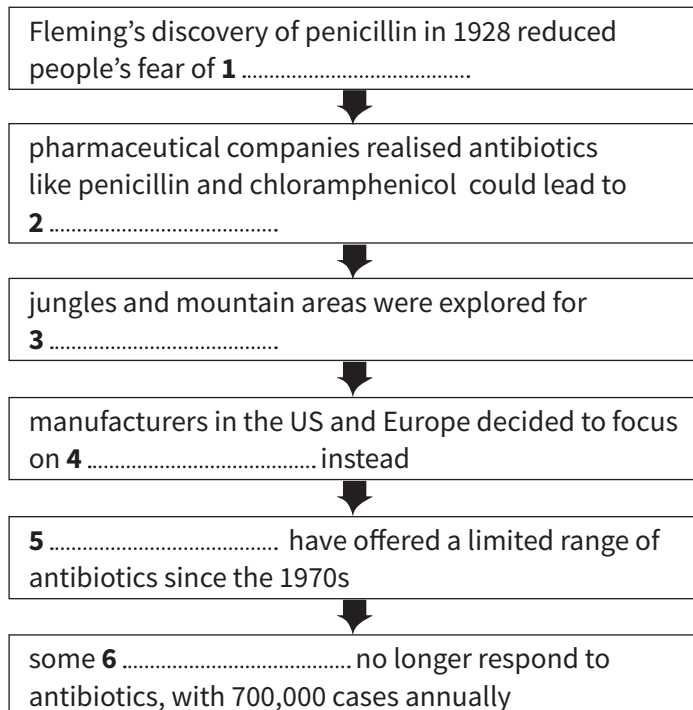 Fleming’s discovery of penicillin in 1928 reduced
people’s fear of 1 ............................................
pharmaceutical companies realised antibiotics
like penicillin and chloramphenicol could lead to
2 ............................................
jungles and mountain areas were explored for
3 ............................................
manufacturers in the US and Europe decided to focus
on 4 ............................................ instead
5 ............................................ have offered a limited range of
antibiotics since the 1970s
some 6 ............................................ no longer respond to
antibiotics, with 700,000 cases annually